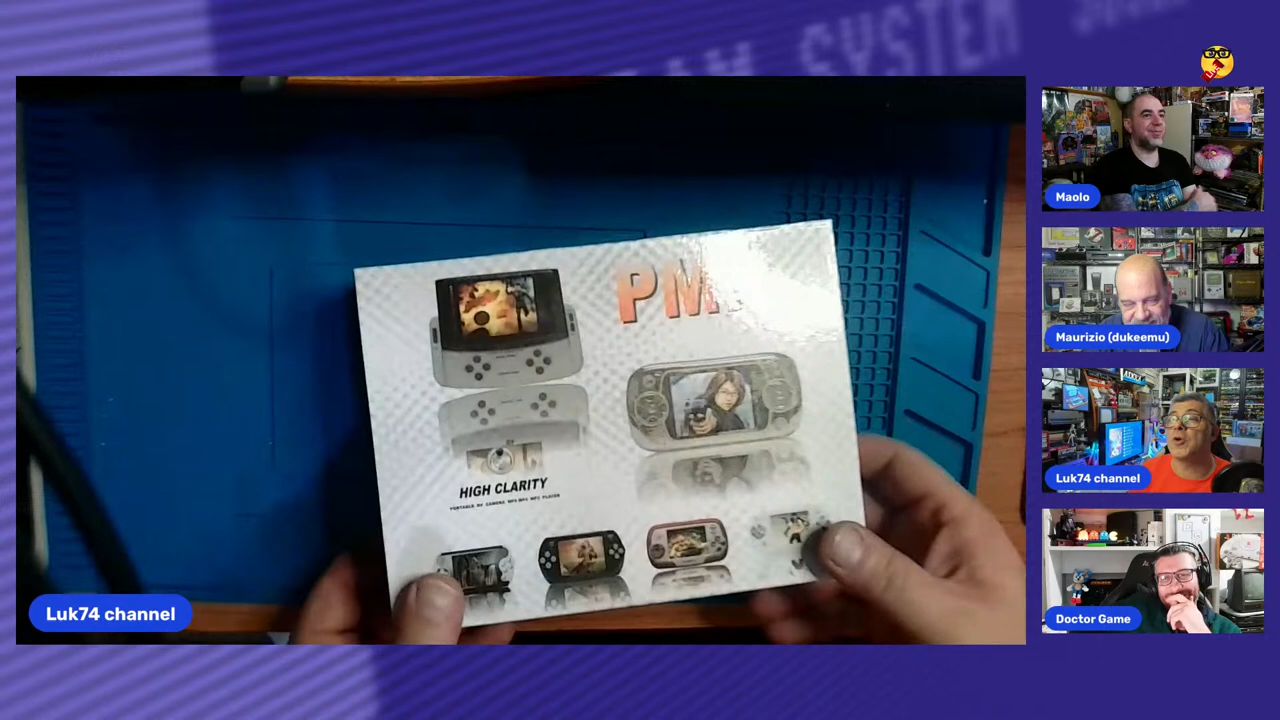 SYSTEM
PM
HIGH CLARITY
Luk74 channel
Maolo
Maurizio (dukeemu)
Luk74 channel
Doctor Game